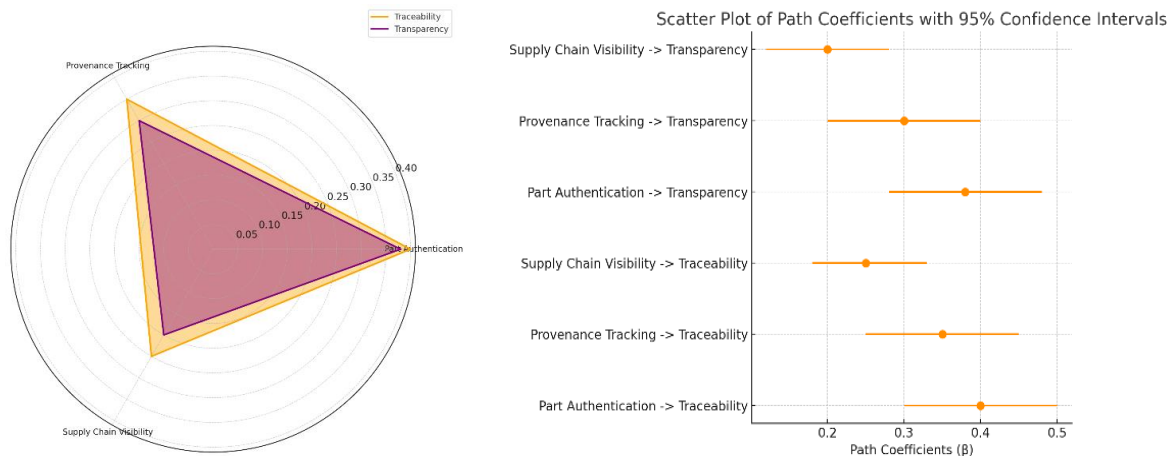 Traceability
Transparency
Provenance Tracking
0.40
0.35
0.30
0.25
0.20
0.15
0.10
0.05
Part Authentication
Supply Chain Visibility
Scatter Plot of Path Coefficients with 95% Confidence Intervals
Supply Chain Visibility -> Transparency
Provenance Tracking -> Transparency
Part Authentication -> Transparency
Supply Chain Visibility -> Traceability
Provenance Tracking -> Traceability
Part Authentication -> Traceability
0.2 0.3 0.4 0.5
Path Coefficients (β)